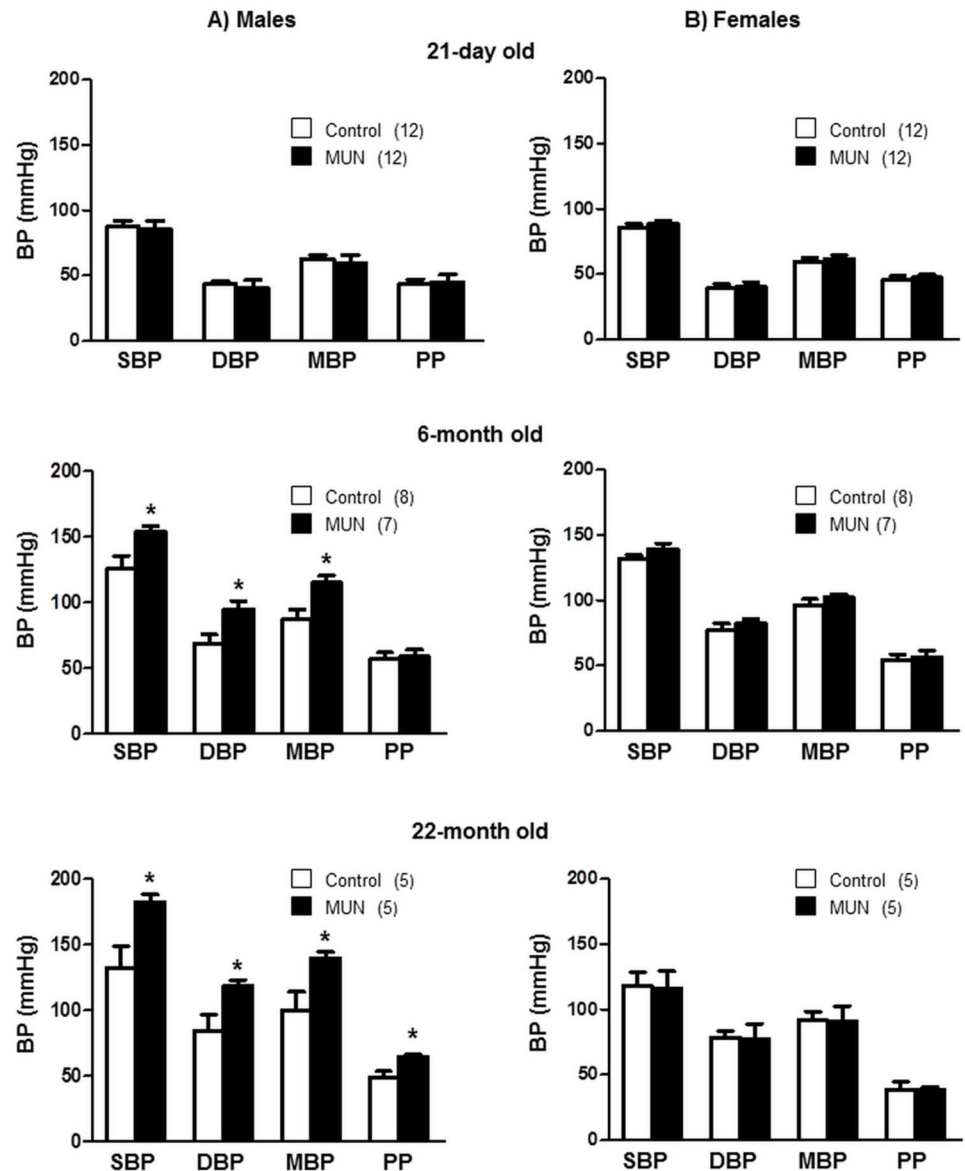 A) Males
B) Females
21-day old
BP (mmHg)
200
150
100
50
0
Control (12)
MUN (12)
SBP DBP MBP PP
BP (mmHg)
200
150
100
50
0
Control (12)
MUN (12)
SBP DBP MBP PP
6-month old
BP (mmHg)
200
150
100
50
0
Control (8)
MUN (7)
*
*
*
SBP DBP MBP PP
BP (mmHg)
200
150
100
50
0
Control (8)
MUN (7)
SBP DBP MBP PP
22-month old
BP (mmHg)
200
150
100
50
0
Control (5)
MUN (5)
*
*
*
*
SBP DBP MBP PP
BP (mmHg)
200
150
100
50
0
Control (5)
MUN (5)
SBP DBP MBP PP